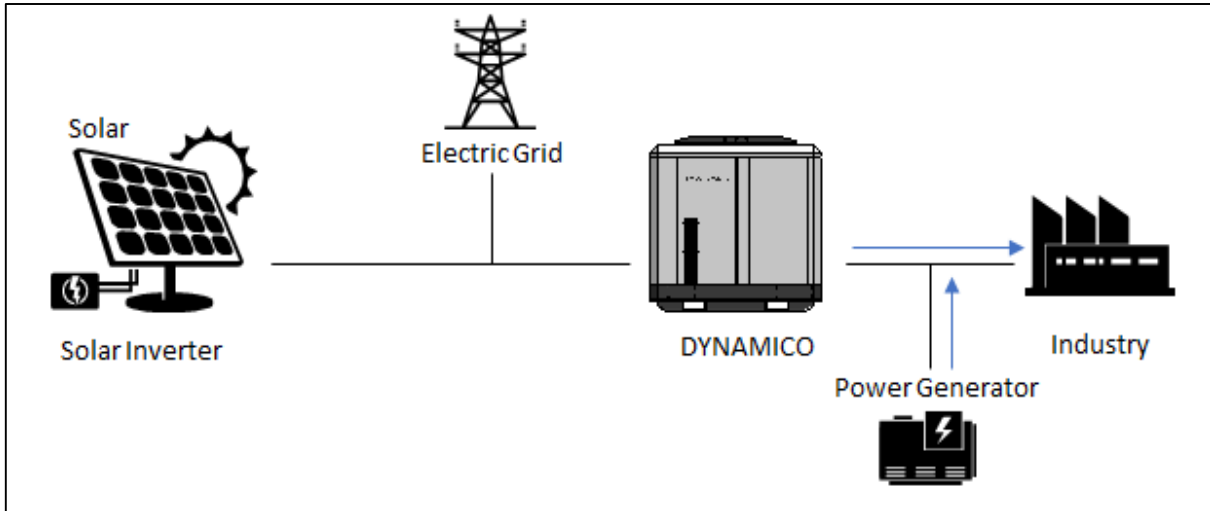 Solar
Electric Grid
Solar Inverter
DYNAMICO
Industry
Power Generator